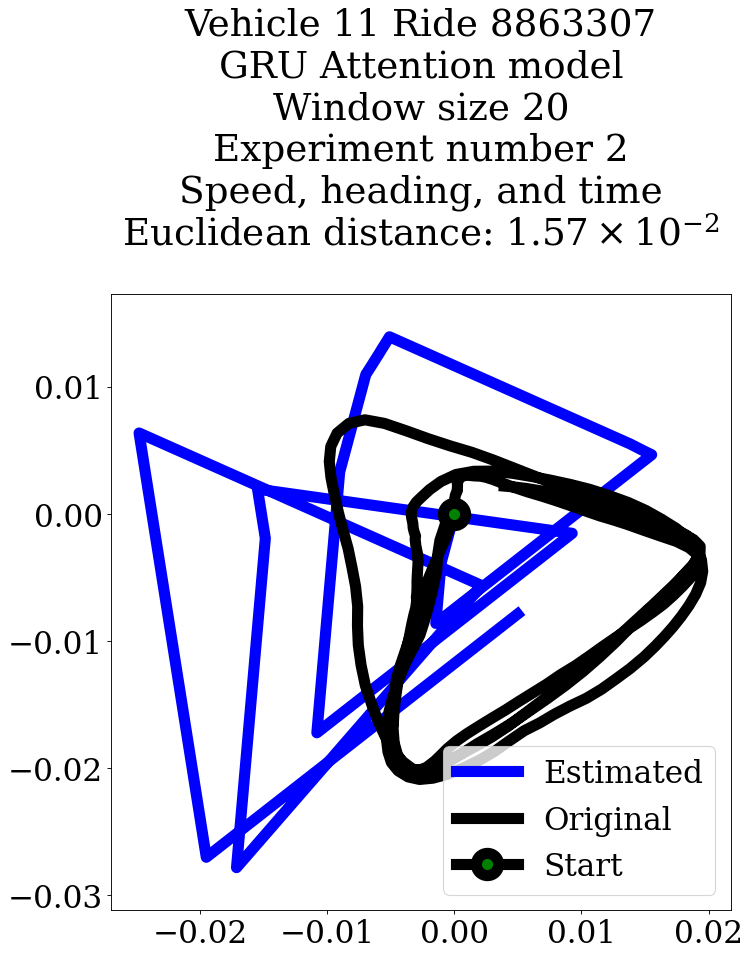 Vehicle 11 Ride 8863307
GRU Attention model
Window size 20
Experiment number 2
Speed, heading, and time
Euclidean distance: 1.57 × 10⁻²
0.01
0.00
−0.01
−0.02
−0.03
Estimated
Original
Start
−0.02 −0.01 0.00 0.01 0.02